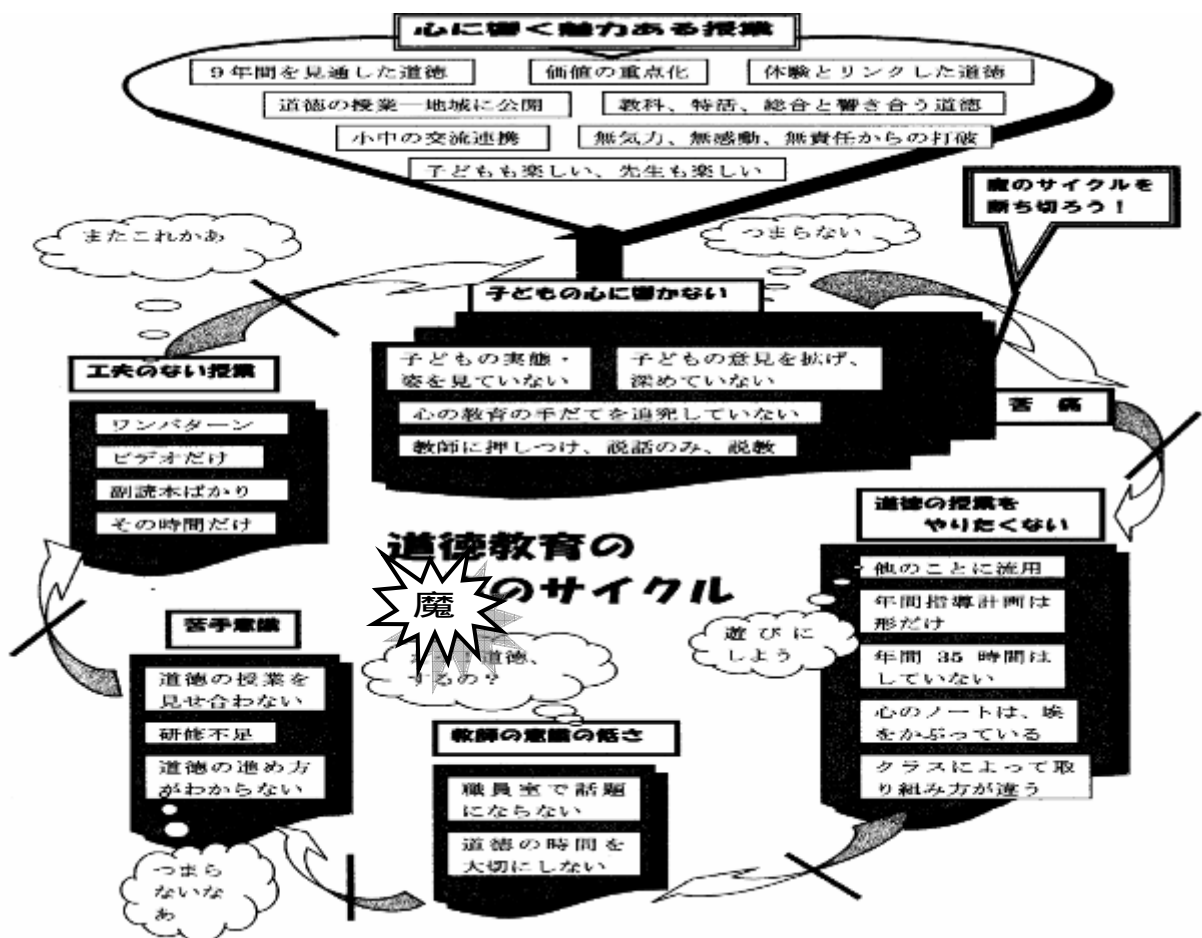 心に響く魅力ある授業
9年間を見通した道徳
価値の重点化
体験とリンクした道徳
道徳の授業―地城に公開
教科、特活、総合と響き合う道徳
小中の交流連携
無気力、無感動、無責任からの打破
子どもも楽しい、先生も楽しい
魔のサイクルを
断ち切ろう！
またこれかあ
つまらない
子どもの心に響かない
子どもの実態・
姿を見ていない
子どもの意見を拡げ、
深めていない
心の教育の手だてを追究していない
教師に押しつけ、説話のみ、説教
工夫のない授業
ワンパターン
ビデオだけ
副読本ばかり
その時間だけ
苦 痛
道徳の授業を
やりたくない
他のことに流用
年間指導計画は
形だけ
年間 35 時間は
していない
心のノートは、埃
をかぶっている
クラスによって取
り組み方が違う
遊びに
しよう
道徳教育の
魔のサイクル
道徳、
するの？
苦手意識
道徳の授業を
見せ合わない
研修不足
道徳の進め方
がわからない
つまら
ないな
あ
教師の意識の低さ
職員室で話題
にならない
道徳の時間を
大切にしない